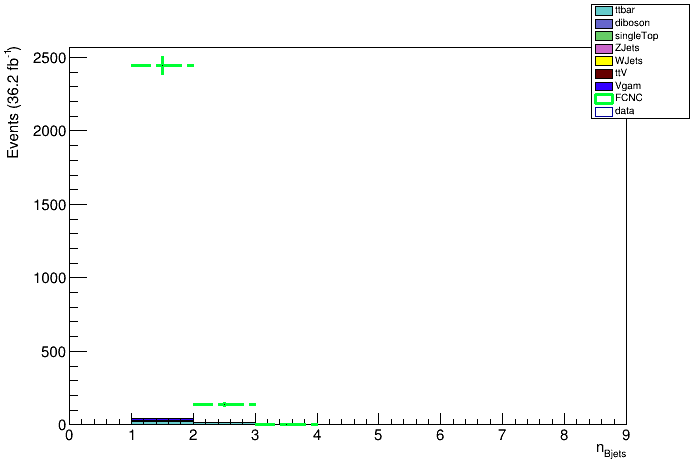 ttbar
diboson
singleTop
ZJets
WJets
ttV
Vgam
FCNC
data
Events (36.2 fb⁻¹)
2500
2000
1500
1000
500
0
0 1 2 3 4 5 6 7 8 9
n_Bjets